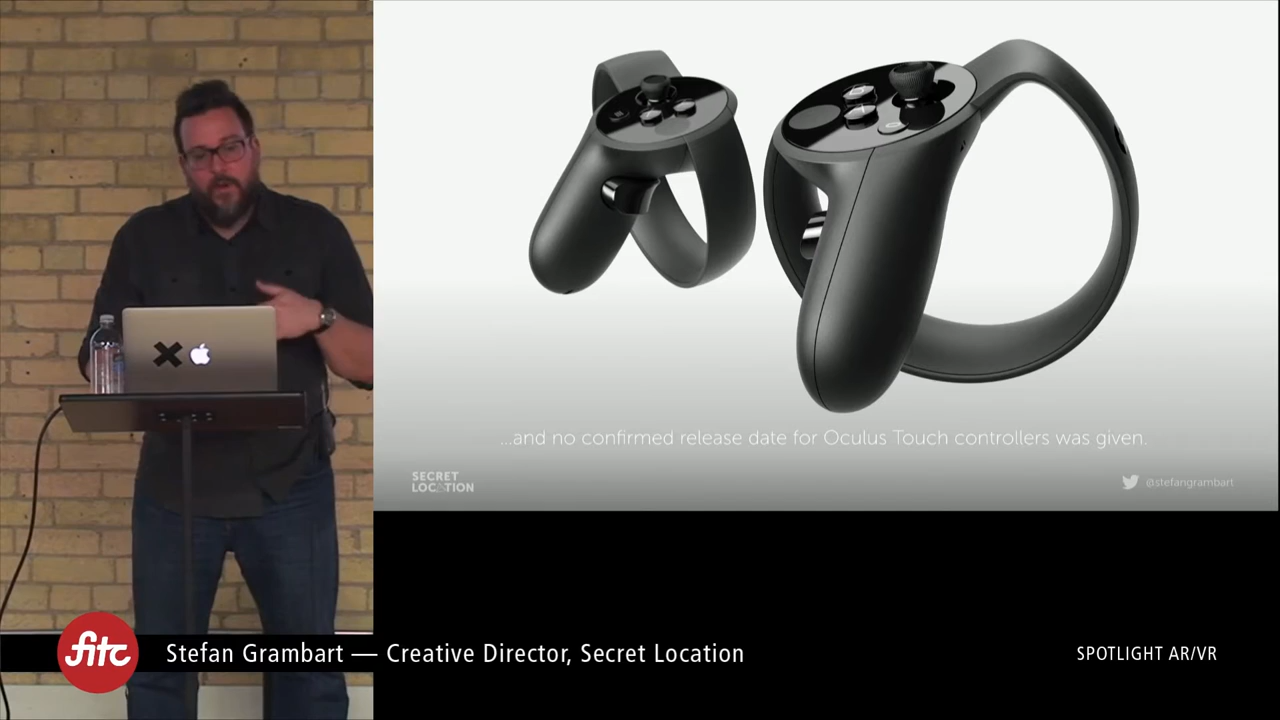 ...and no confirmed release date for Oculus Touch controllers was given.
SECRET
LOCATION
@stefangrambart
fitc
Stefan Grambart — Creative Director, Secret Location
SPOTLIGHT AR/VR